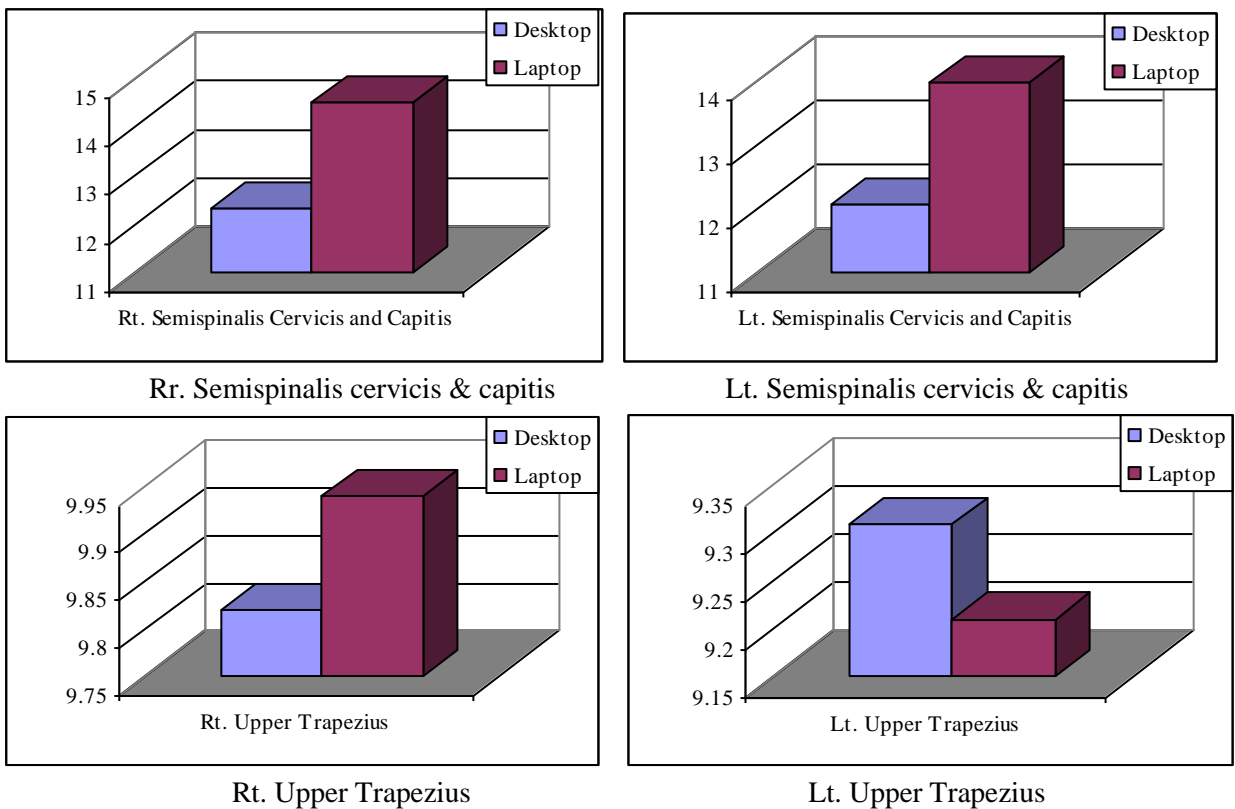 Desktop
Laptop
15
14
13
12
11
Rt. Semispinalis Cervicis and Capitis
Desktop
Laptop
14
13
12
11
Lt. Semispinalis Cervicis and Capitis
Rr. Semispinalis cervicis & capitis
Lt. Semispinalis cervicis & capitis
Desktop
Laptop
9.95
9.9
9.85
9.8
9.75
Rt. Upper Trapezius
Desktop
Laptop
9.35
9.3
9.25
9.2
9.15
Lt. Upper Trapezius
Rt. Upper Trapezius
Lt. Upper Trapezius